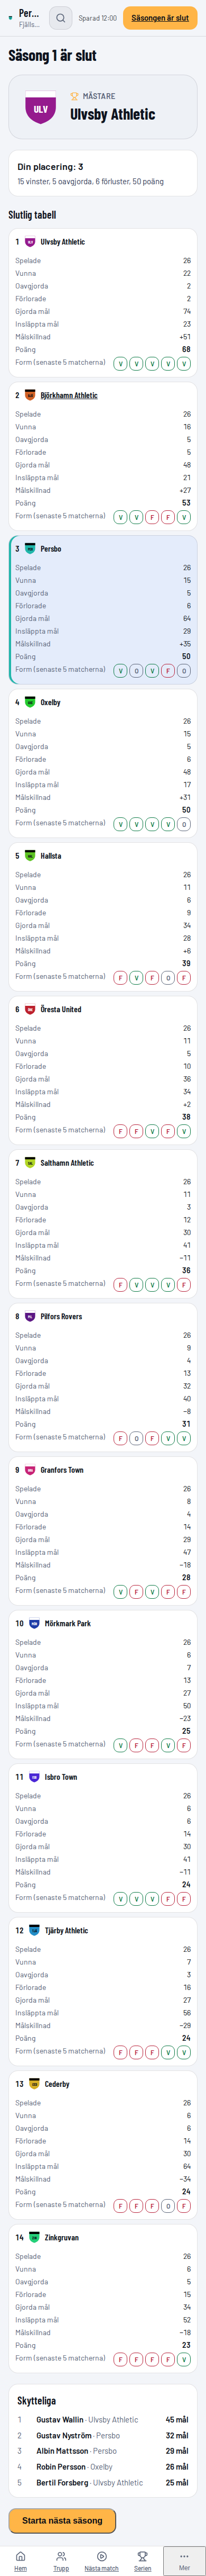 Per...
Fjälls...
Sparad 12:00
Säsongen är slut
Säsong 1 är slut
ULV
MÄSTARE
Ulvsby Athletic
Din placering: 3
15 vinster, 5 oavgjorda, 6 förluster, 50 poäng
Slutlig tabell
1 Ulvsby Athletic
Spelade 26
Vunna 22
Oavgjorda 2
Förlorade 2
Gjorda mål 74
Insläppta mål 23
Målskillnad +51
Poäng 68
Form (senaste 5 matcherna) V V V V V
2 Björkhamn Athletic
Spelade 26
Vunna 16
Oavgjorda 5
Förlorade 5
Gjorda mål 48
Insläppta mål 21
Målskillnad +27
Poäng 53
Form (senaste 5 matcherna) V V F F V
3 Persbo
Spelade 26
Vunna 15
Oavgjorda 5
Förlorade 6
Gjorda mål 64
Insläppta mål 29
Målskillnad +35
Poäng 50
Form (senaste 5 matcherna) V O V F O
4 Oxelby
Spelade 26
Vunna 15
Oavgjorda 5
Förlorade 6
Gjorda mål 48
Insläppta mål 17
Målskillnad +31
Poäng 50
Form (senaste 5 matcherna) V V V V O
5 Hallsta
Spelade 26
Vunna 11
Oavgjorda 6
Förlorade 9
Gjorda mål 34
Insläppta mål 28
Målskillnad +6
Poäng 39
Form (senaste 5 matcherna) F V F O F
6 Öresta United
Spelade 26
Vunna 11
Oavgjorda 5
Förlorade 10
Gjorda mål 36
Insläppta mål 34
Målskillnad +2
Poäng 38
Form (senaste 5 matcherna) F F V F V
7 Salthamn Athletic
Spelade 26
Vunna 11
Oavgjorda 3
Förlorade 12
Gjorda mål 30
Insläppta mål 41
Målskillnad −11
Poäng 36
Form (senaste 5 matcherna) F V V V F
8 Pilfors Rovers
Spelade 26
Vunna 9
Oavgjorda 4
Förlorade 13
Gjorda mål 32
Insläppta mål 40
Målskillnad −8
Poäng 31
Form (senaste 5 matcherna) F O F V V
9 Granfors Town
Spelade 26
Vunna 8
Oavgjorda 4
Förlorade 14
Gjorda mål 29
Insläppta mål 47
Målskillnad −18
Poäng 28
Form (senaste 5 matcherna) V F V F F
10 Mörkmark Park
Spelade 26
Vunna 6
Oavgjorda 7
Förlorade 13
Gjorda mål 27
Insläppta mål 50
Målskillnad −23
Poäng 25
Form (senaste 5 matcherna) F F F V F
11 Isbro Town
Spelade 26
Vunna 6
Oavgjorda 6
Förlorade 14
Gjorda mål 30
Insläppta mål 41
Målskillnad −11
Poäng 24
Form (senaste 5 matcherna) V V V F F
12 Tjärby Athletic
Spelade 26
Vunna 7
Oavgjorda 3
Förlorade 16
Gjorda mål 27
Insläppta mål 56
Målskillnad −29
Poäng 24
Form (senaste 5 matcherna) F F F V V
13 Cederby
Spelade 26
Vunna 6
Oavgjorda 6
Förlorade 14
Gjorda mål 30
Insläppta mål 64
Målskillnad −34
Poäng 24
Form (senaste 5 matcherna) F F F O F
14 Zinkgruvan
Spelade 26
Vunna 6
Oavgjorda 5
Förlorade 15
Gjorda mål 34
Insläppta mål 52
Målskillnad −18
Poäng 23
Form (senaste 5 matcherna) F F F F V
Skytteliga
1 Gustav Wallin · Ulvsby Athletic 45 mål
2 Gustav Nyström · Persbo 32 mål
3 Albin Mattsson · Persbo 29 mål
4 Robin Persson · Oxelby 26 mål
5 Bertil Forsberg · Ulvsby Athletic 25 mål
Starta nästa säsong
Hem
Trupp
Nästa match
Serien
Mer